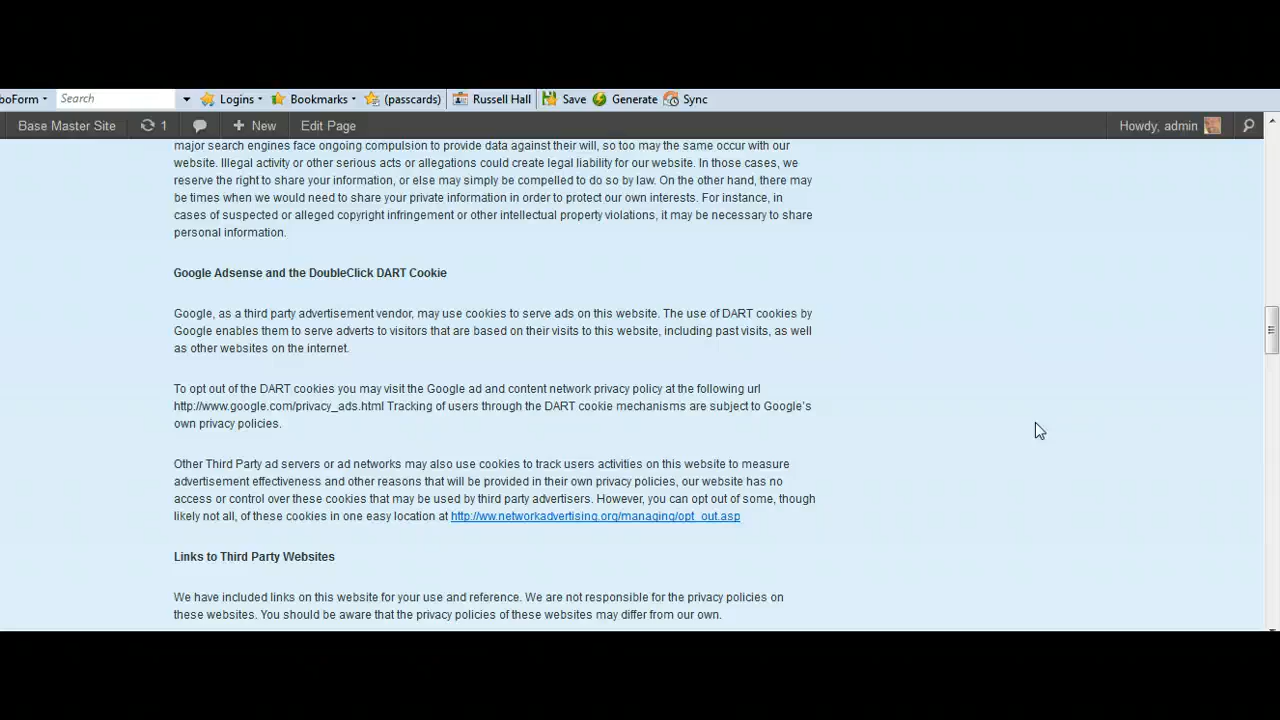 boForm Search Logins Bookmarks (passcards) Russell Hall Save Generate Sync
Base Master Site 1 New Edit Page Howdy, admin
major search engines face ongoing compulsion to provide data against their will, so too may the same occur with our
website. Illegal activity or other serious acts or allegations could create legal liability for our website. In those cases, we
reserve the right to share your information, or else may simply be compelled to do so by law. On the other hand, there may
be times when we would need to share your private information in order to protect our own interests. For instance, in
cases of suspected or alleged copyright infringement or other intellectual property violations, it may be necessary to share
personal information.
Google Adsense and the DoubleClick DART Cookie
Google, as a third party advertisement vendor, may use cookies to serve ads on this website. The use of DART cookies by
Google enables them to serve adverts to visitors that are based on their visits to this website, including past visits, as well
as other websites on the internet.
To opt out of the DART cookies you may visit the Google ad and content network privacy policy at the following url
http://www.google.com/privacy_ads.html Tracking of users through the DART cookie mechanisms are subject to Google's
own privacy policies.
Other Third Party ad servers or ad networks may also use cookies to track users activities on this website to measure
advertisement effectiveness and other reasons that will be provided in their own privacy policies, our website has no
access or control over these cookies that may be used by third party advertisers. However, you can opt out of some, though
likely not all, of these cookies in one easy location at http://ww.networkadvertising.org/managing/opt_out.asp
Links to Third Party Websites
We have included links on this website for your use and reference. We are not responsible for the privacy policies on
these websites. You should be aware that the privacy policies of these websites may differ from our own.